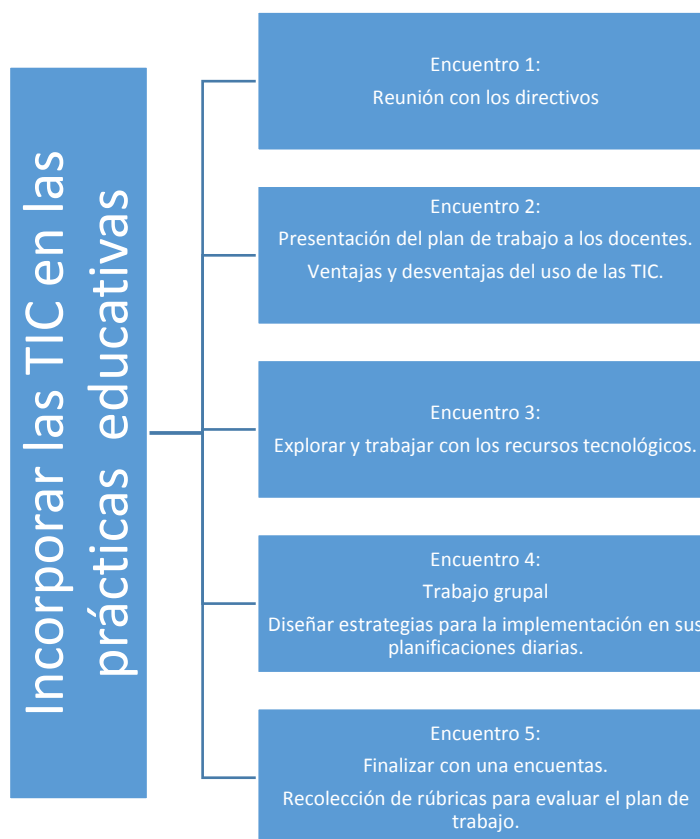 Incorporar las TIC en las
prácticas educativas
Encuentro 1:
Reunión con los directivos
Encuentro 2:
Presentación del plan de trabajo a los docentes.
Ventajas y desventajas del uso de las TIC.
Encuentro 3:
Explorar y trabajar con los recursos tecnológicos.
Encuentro 4:
Trabajo grupal
Diseñar estrategias para la implementación en sus
planificaciones diarias.
Encuentro 5:
Finalizar con una encuentas.
Recolección de rúbricas para evaluar el plan de
trabajo.